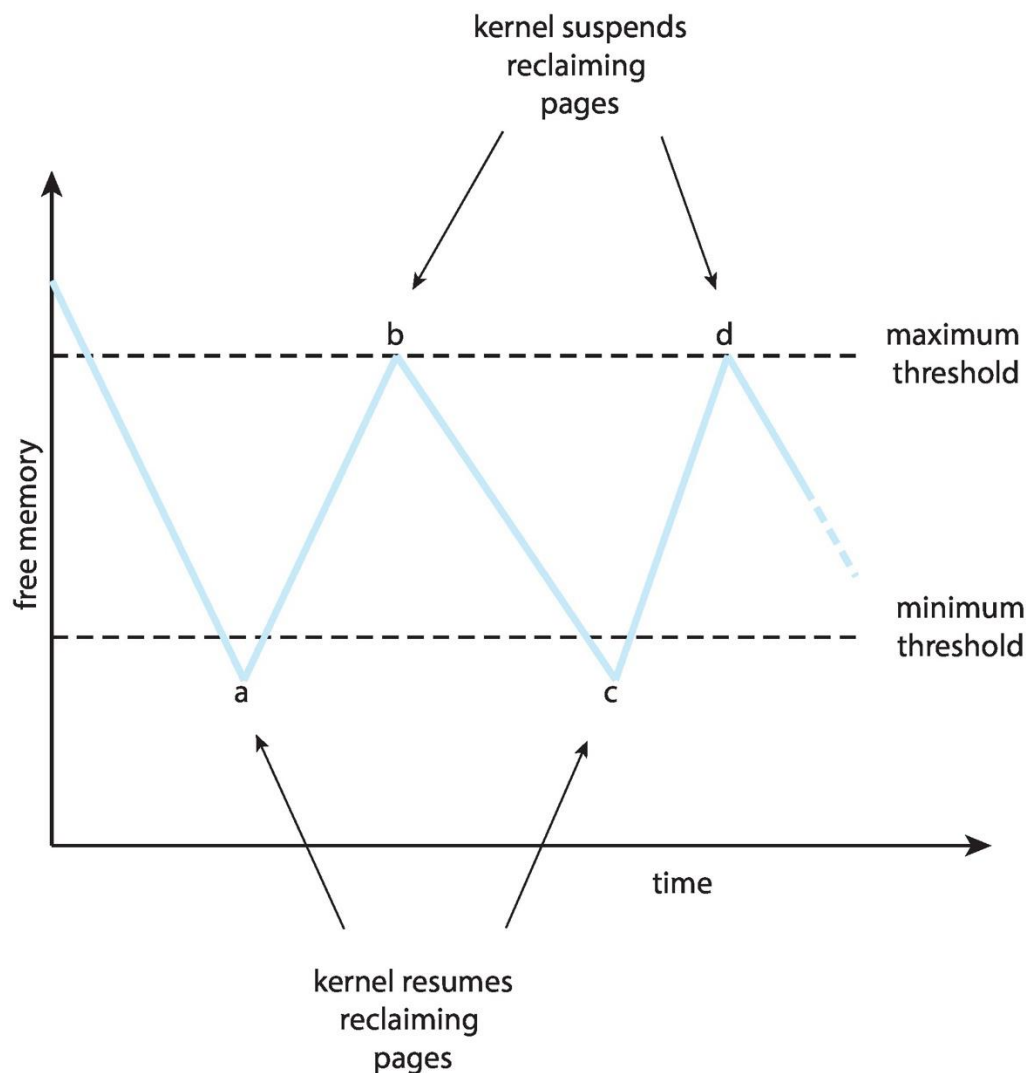 kernel suspends
reclaiming
pages
b
d
maximum
threshold
free memory
minimum
threshold
a
c
time
kernel resumes
reclaiming
pages